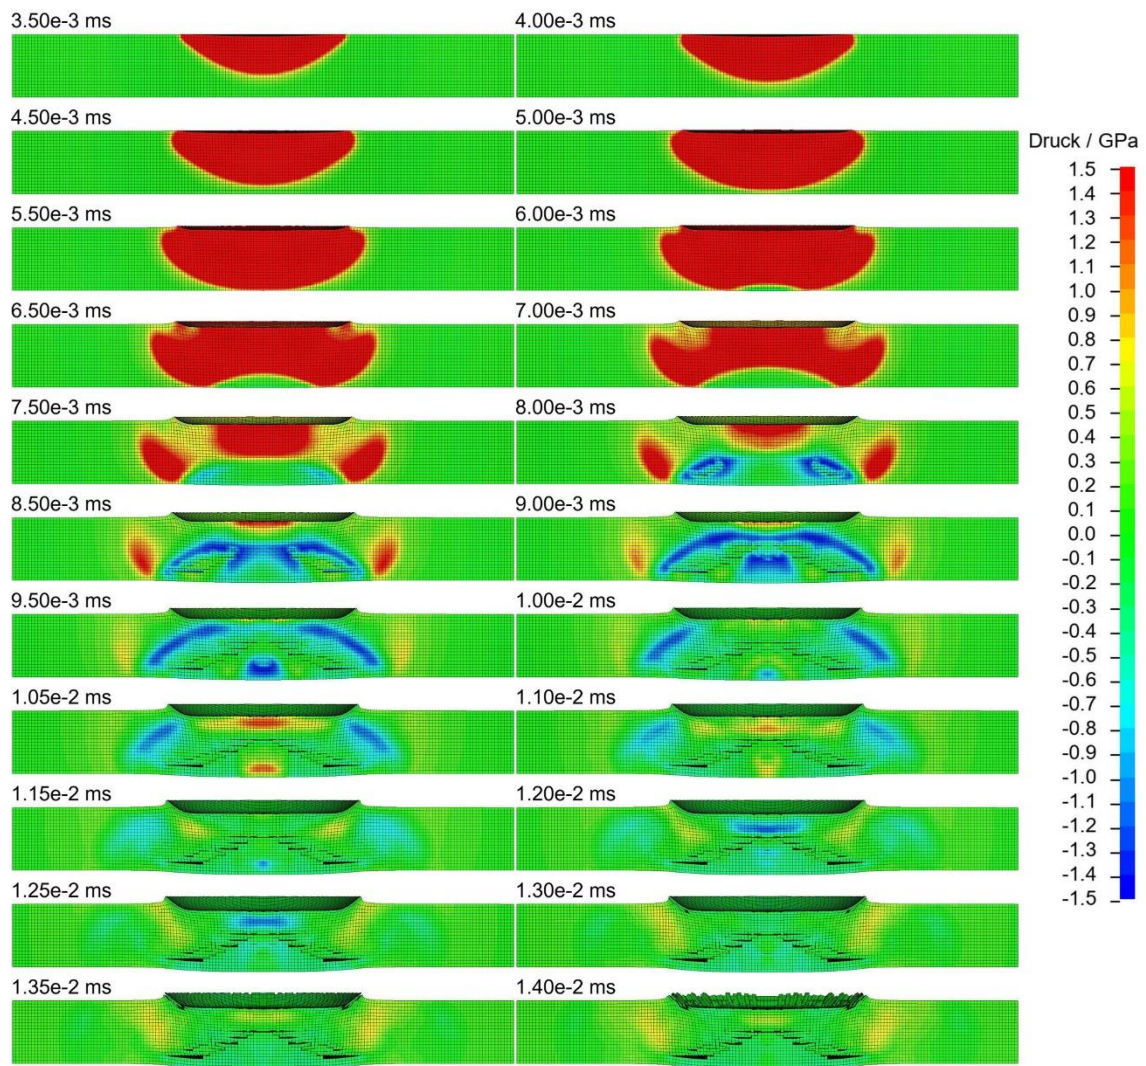 3.50e-3 ms
4.00e-3 ms
4.50e-3 ms
5.00e-3 ms
5.50e-3 ms
6.00e-3 ms
6.50e-3 ms
7.00e-3 ms
7.50e-3 ms
8.00e-3 ms
8.50e-3 ms
9.00e-3 ms
9.50e-3 ms
1.00e-2 ms
1.05e-2 ms
1.10e-2 ms
1.15e-2 ms
1.20e-2 ms
1.25e-2 ms
1.30e-2 ms
1.35e-2 ms
1.40e-2 ms
Druck / GPa
1.5
1.4
1.3
1.2
1.1
1.0
0.9
0.8
0.7
0.6
0.5
0.4
0.3
0.2
0.1
0.0
-0.1
-0.2
-0.3
-0.4
-0.5
-0.6
-0.7
-0.8
-0.9
-1.0
-1.1
-1.2
-1.3
1.4
-1.5